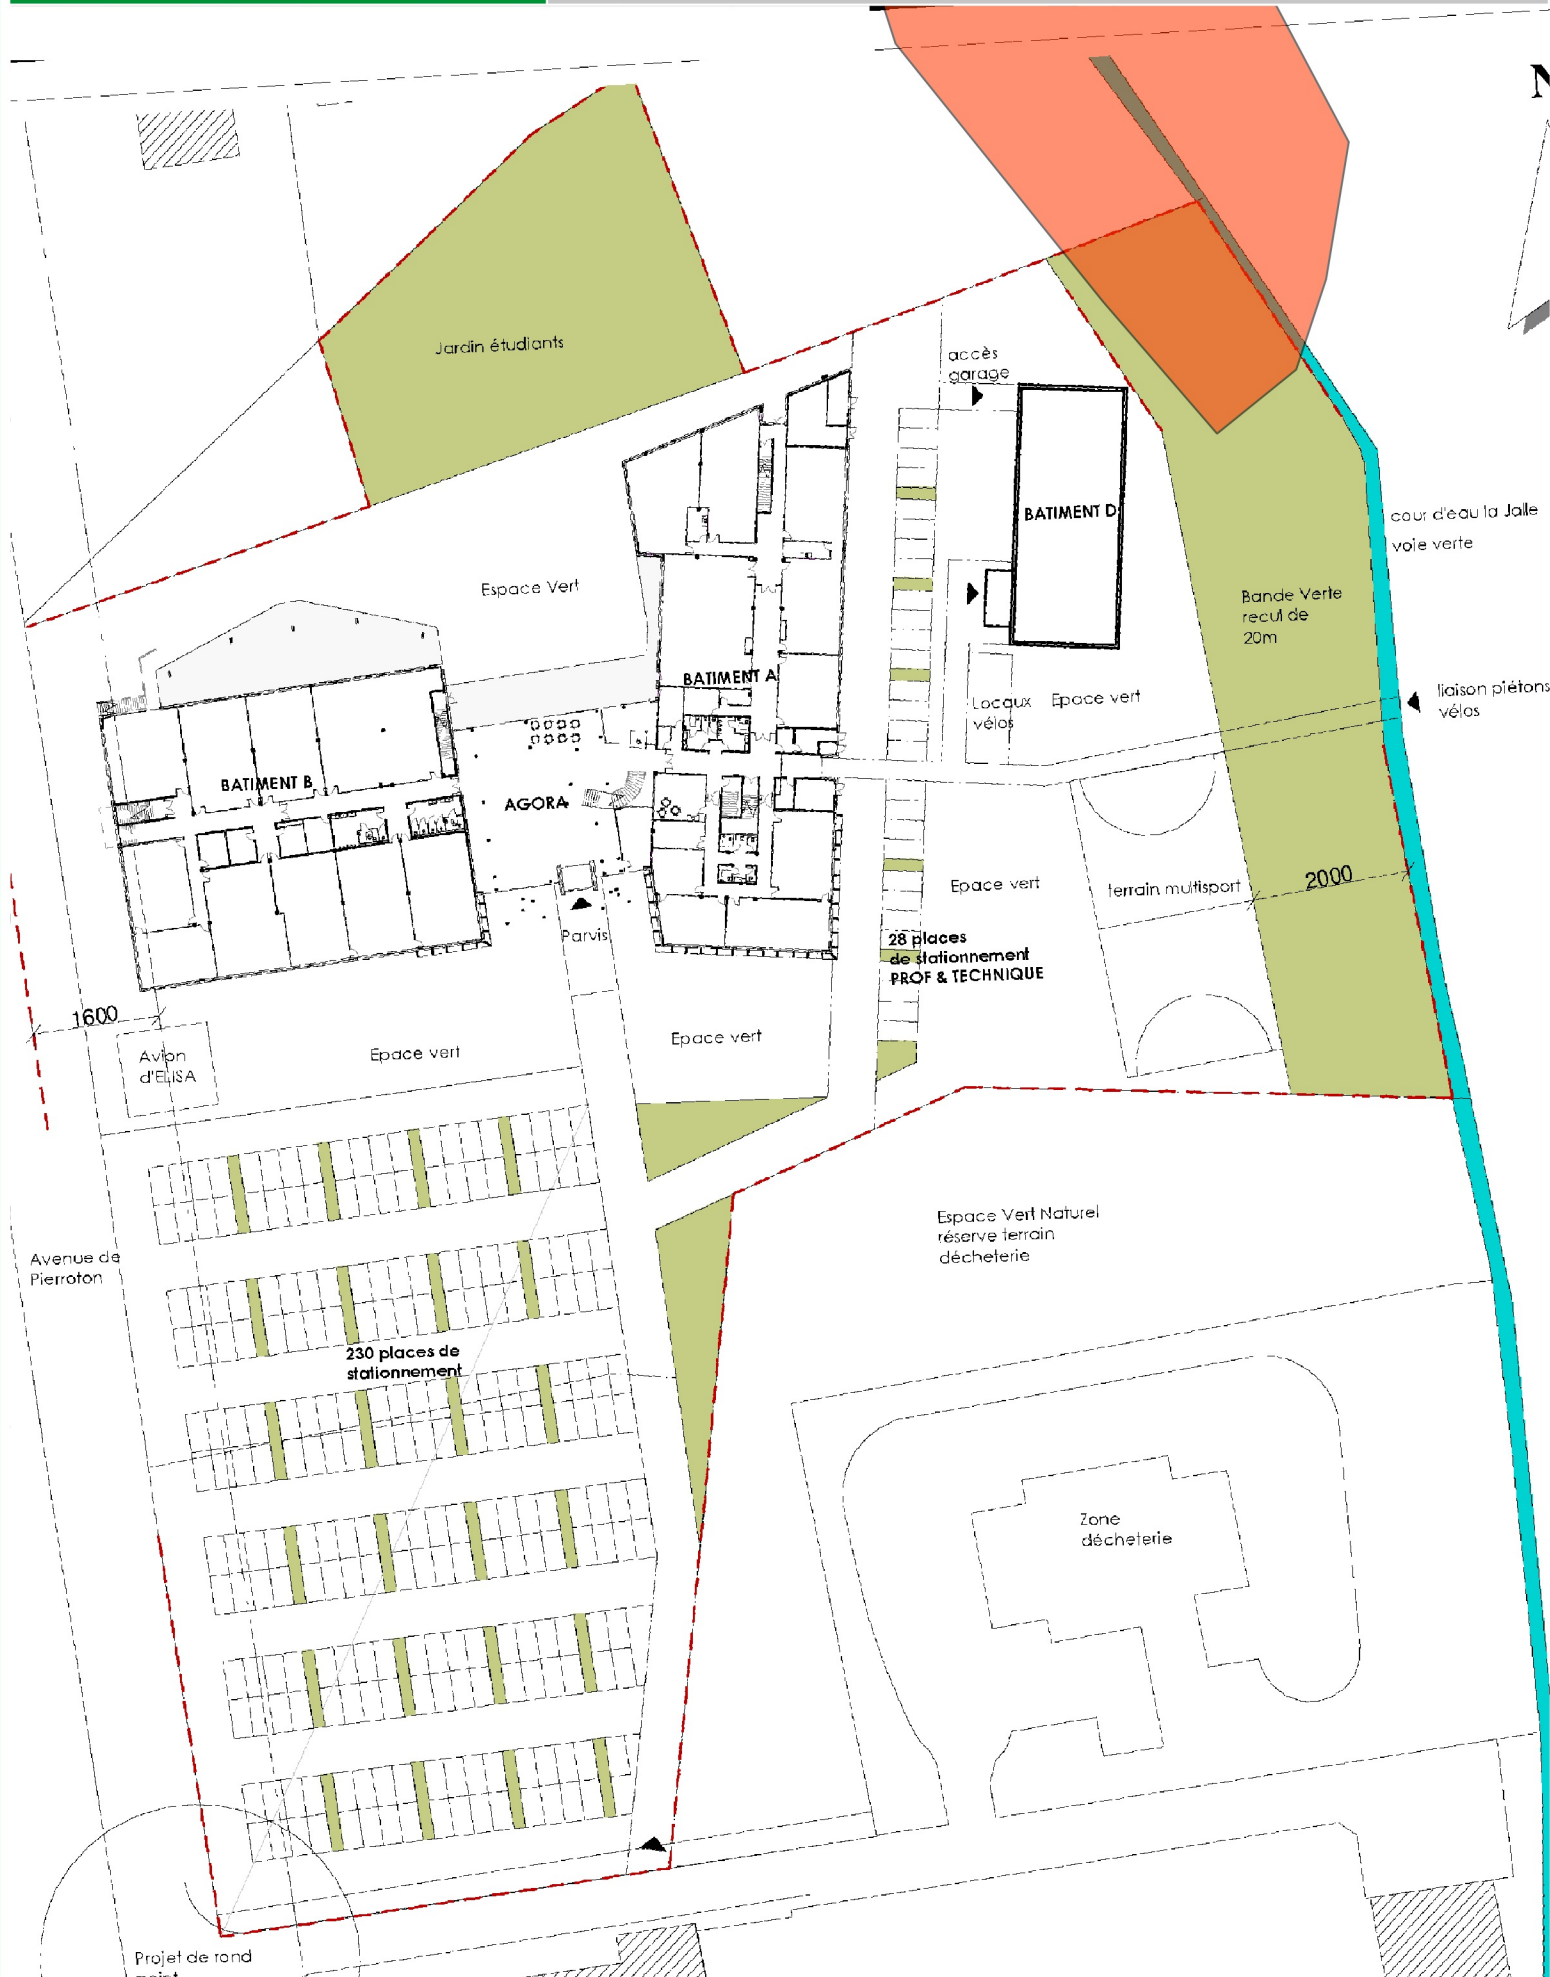 N
Jardin étudiants
accès
garage
BATIMENT D
cour d'eau la Jalle
voie verte
Espace Vert
Bande Verte
recul de
20m
BATIMENT A
liaison piétons
vélos
Locaux
vélos
Epace vert
BATIMENT B
AGORA
Epace vert
terrain multisport
2000
Parvis
28 places
de stationnement
PROF & TECHNIQUE
1600
Avion
d'ELISA
Epace vert
Epace vert
Avenue de
Pierroton
Espace Vert Naturel
réserve terrain
décheterie
230 places de
stationnement
Zone
décheterie
Projet de rond